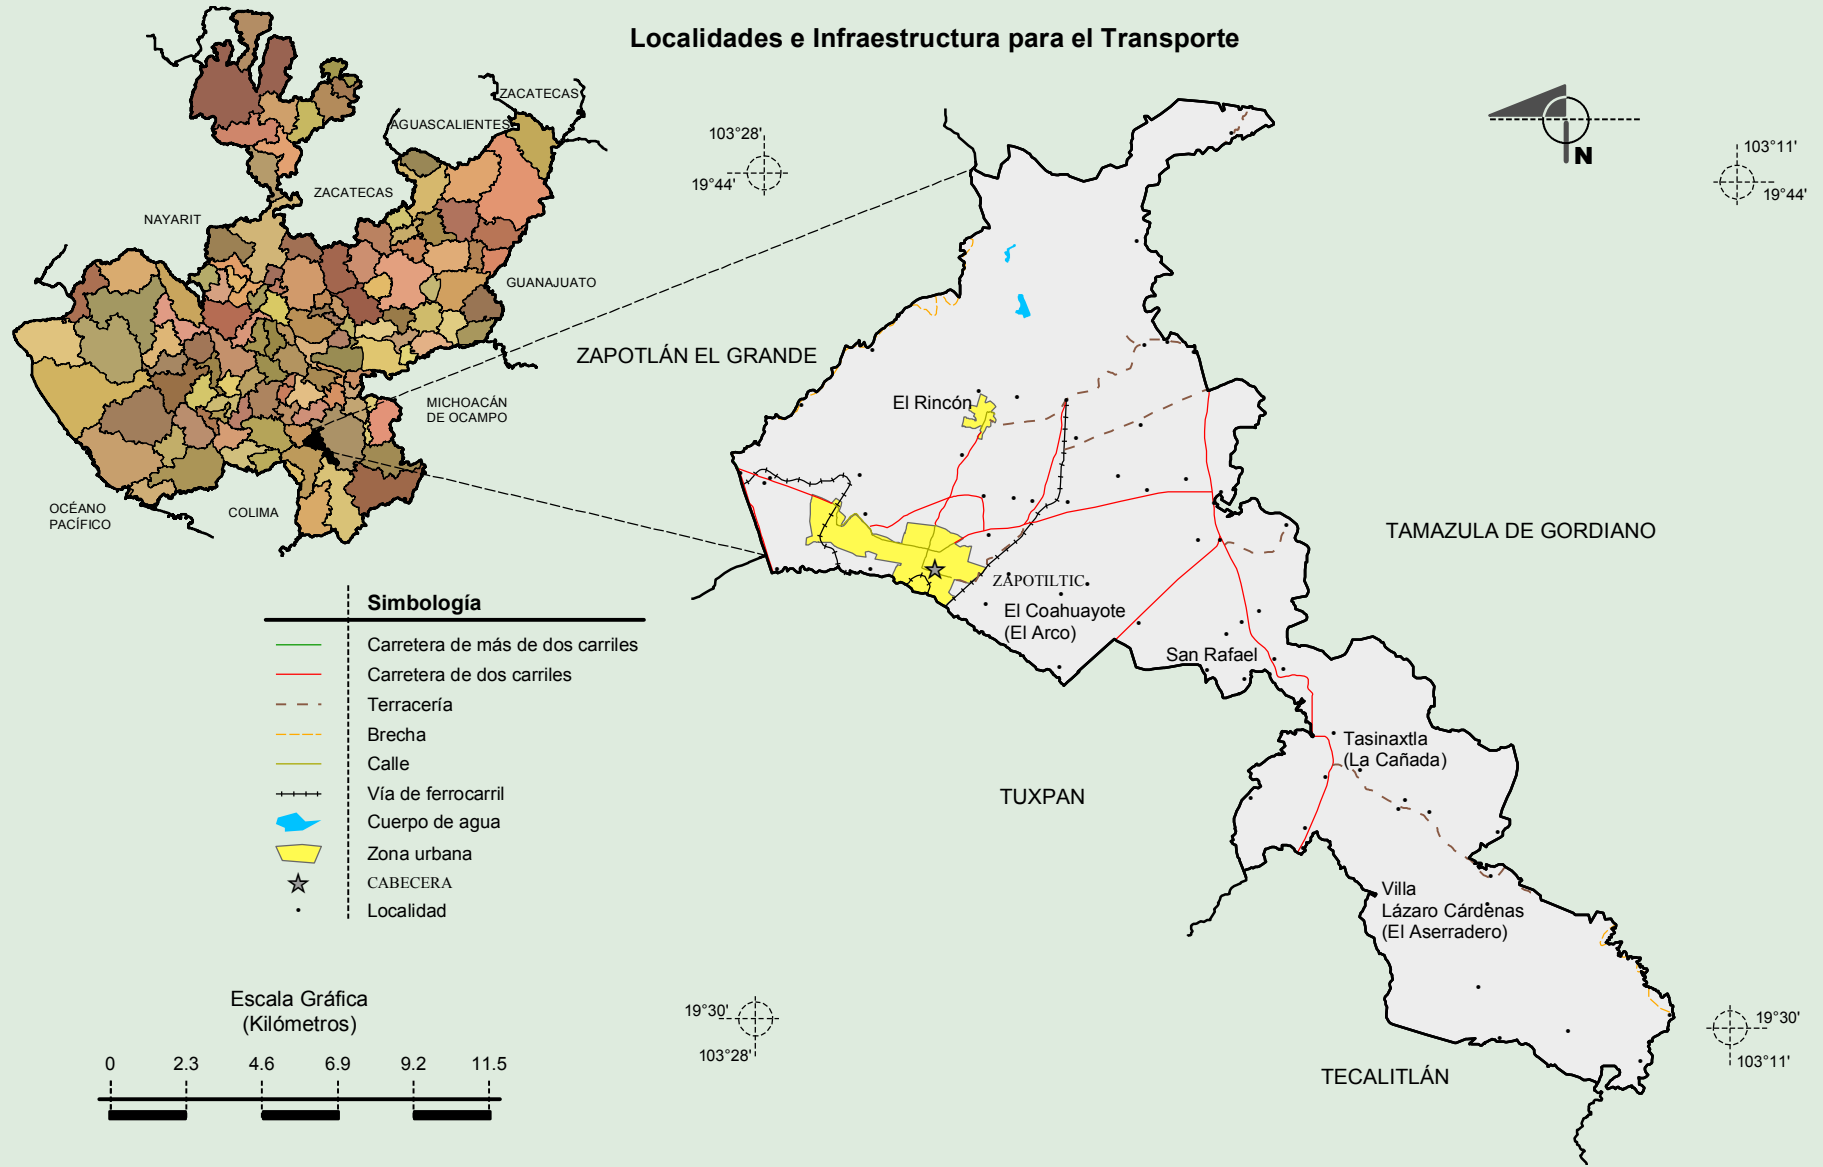 Localidades e Infraestructura para el Transporte
ZACATECAS
AGUASCALIENTES
ZACATECAS
NAYARIT
GUANAJUATO
MICHOACÁN
DE OCAMPO
OCÉANO
PACÍFICO
COLIMA
103°28'
19°44'
N
103°11'
19°44'
ZAPOTLÁN EL GRANDE
El Rincón
TAMAZULA DE GORDIANO
ZAPOTILTIC
El Coahuayote
(El Arco)
San Rafael
Tasinaxtla
(La Cañada)
TUXPAN
Villa
Lázaro Cárdenas
(El Aserradero)
TECALITLÁN
Simbología
Carretera de más de dos carriles
Carretera de dos carriles
Terracería
Brecha
Calle
Vía de ferrocarril
Cuerpo de agua
Zona urbana
CABECERA
Localidad
Escala Gráfica
(Kilómetros)
0 2.3 4.6 6.9 9.2 11.5
19°30'
103°28'
19°30'
103°11'